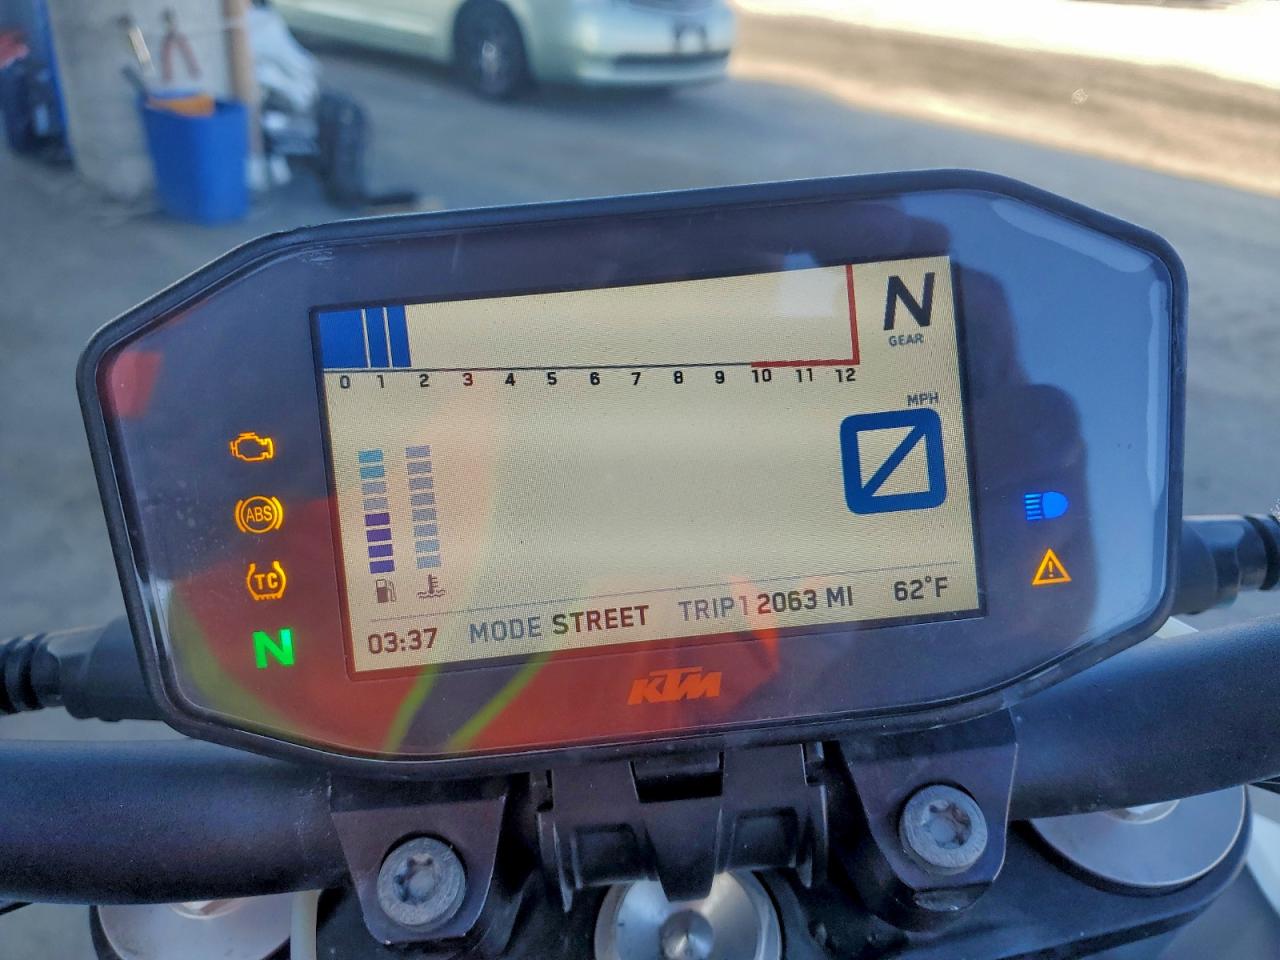 N
GEAR
0 1 2 3 4 5 6 7 8 9 10 11 12
MPH
0
ABS
TC
N
03:37 MODE STREET TRIP1 2063 MI 62°F
KTM